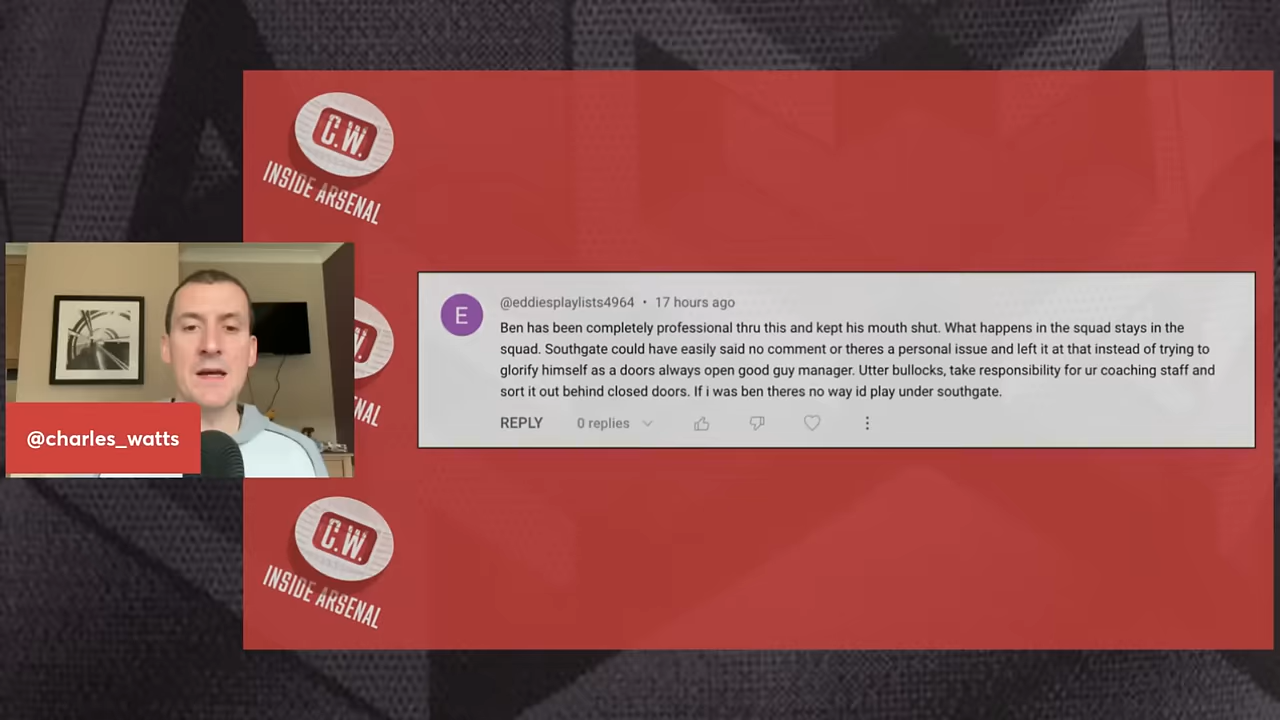 C.W.
INSIDE ARSENAL
@eddiesplaylists4964 • 17 hours ago
E
Ben has been completely professional thru this and kept his mouth shut. What happens in the squad stays in the
squad. Southgate could have easily said no comment or theres a personal issue and left it at that instead of trying to
glorify himself as a doors always open good guy manager. Utter bullocks, take responsibility for ur coaching staff and
sort it out behind closed doors. If i was ben theres no way id play under southgate.
REPLY 0 replies
NAL
@charles_watts
C.W.
INSIDE ARSENAL